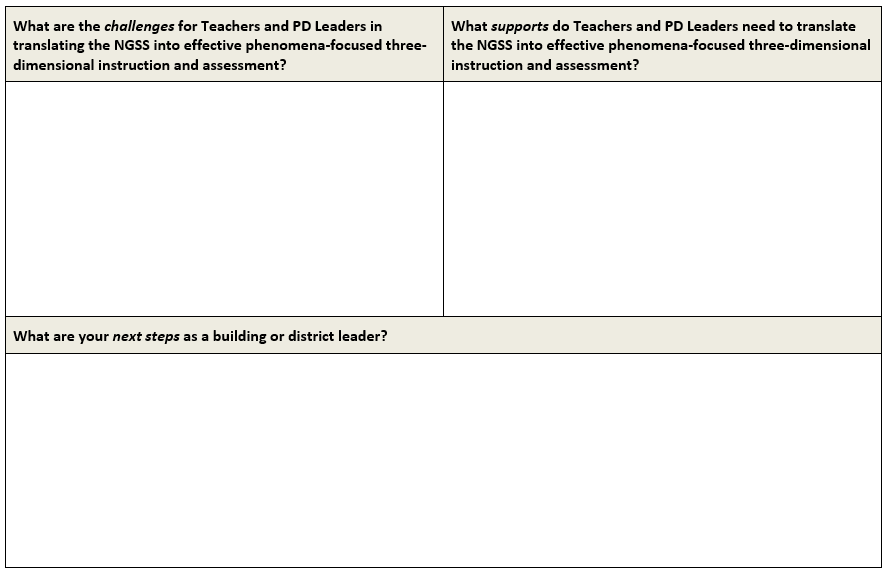 What are the challenges for Teachers and PD Leaders in
translating the NGSS into effective phenomena-focused three-
dimensional instruction and assessment?
What supports do Teachers and PD Leaders need to translate
the NGSS into effective phenomena-focused three-dimensional
instruction and assessment?
What are your next steps as a building or district leader?